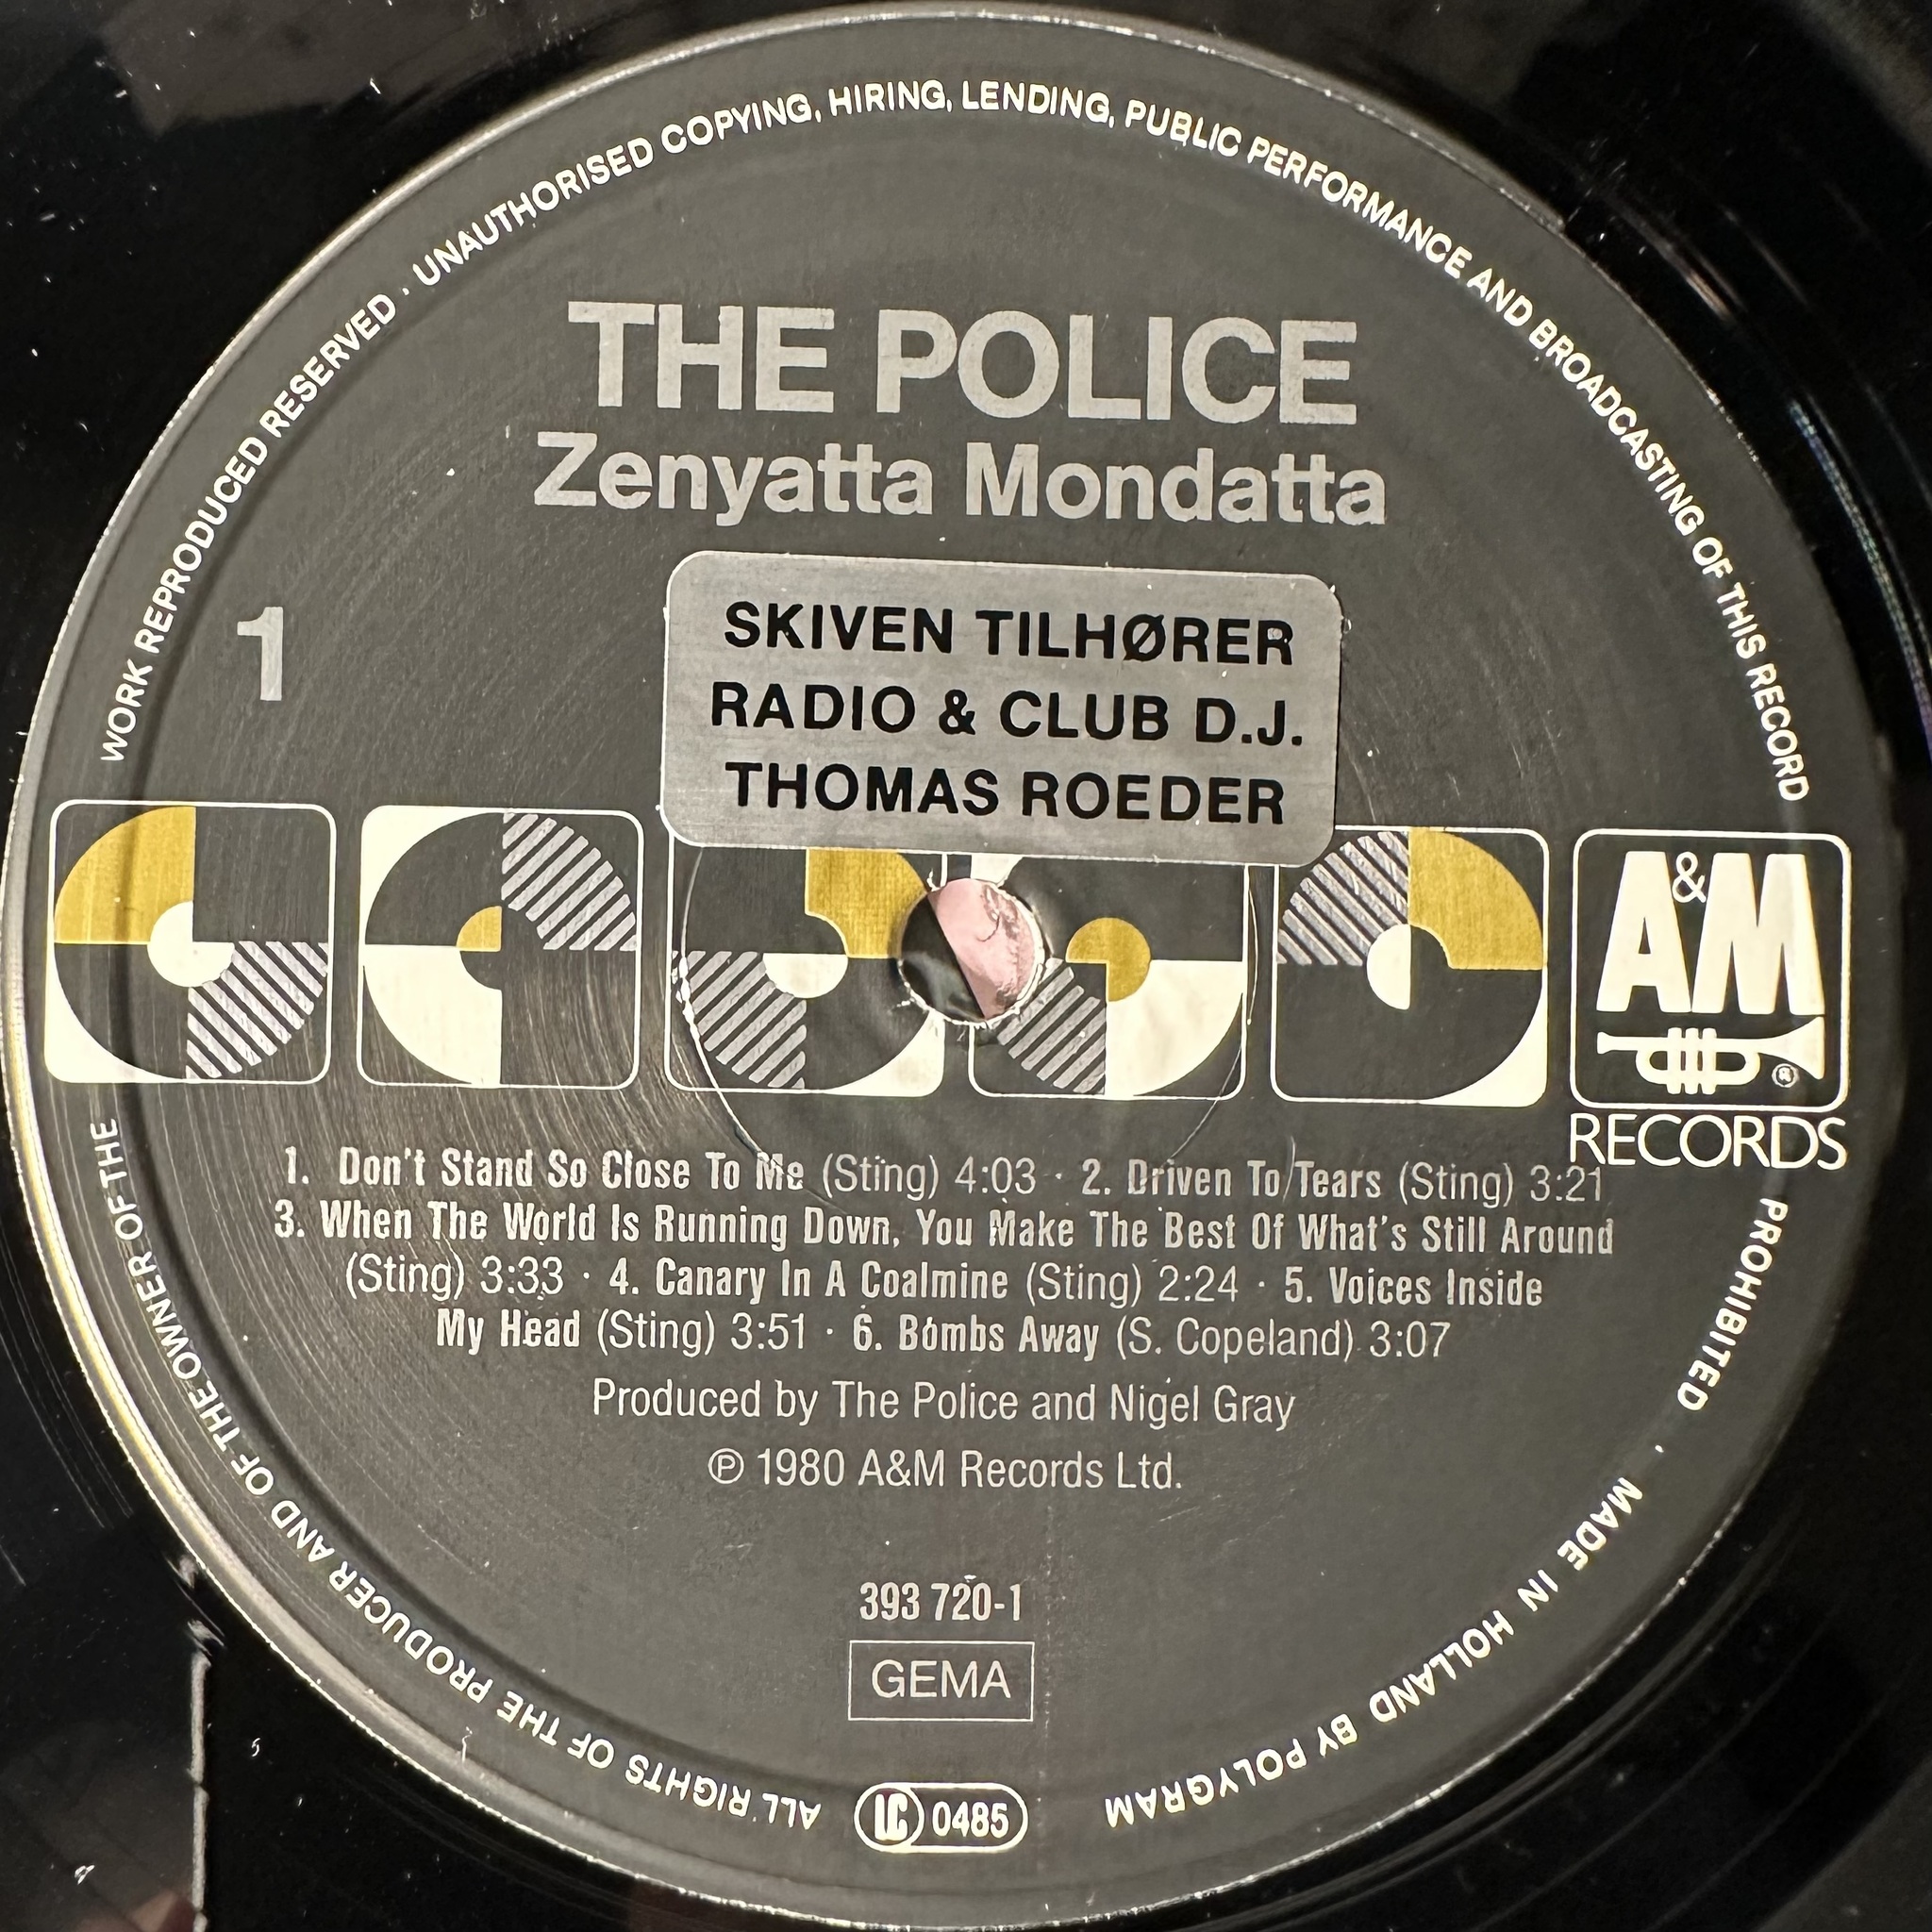 WORK REPRODUCED RESERVED · UNAUTHORISED COPYING, HIRING, LENDING, PUBLIC PERFORMANCE AND BROADCASTING OF THIS RECORD
THE POLICE
Zenyatta Mondatta
1
SKIVEN TILHØRER
RADIO & CLUB D.J.
THOMAS ROEDER
A&M
®
RECORDS
1. Don't Stand So Close To Me (Sting) 4:03 · 2. Driven To Tears (Sting) 3:21
3. When The World Is Running Down, You Make The Best Of What's Still Around
(Sting) 3:33 · 4. Canary In A Coalmine (Sting) 2:24 · 5. Voices Inside
My Head (Sting) 3:51 · 6. Bombs Away (S. Copeland) 3:07
Produced by The Police and Nigel Gray
℗ 1980 A&M Records Ltd.
393 720-1
GEMA
LC 0485
ALL RIGHTS OF THE PRODUCER AND OF THE OWNER OF THE
PROHIBITED · MADE IN HOLLAND BY POLYGRAM